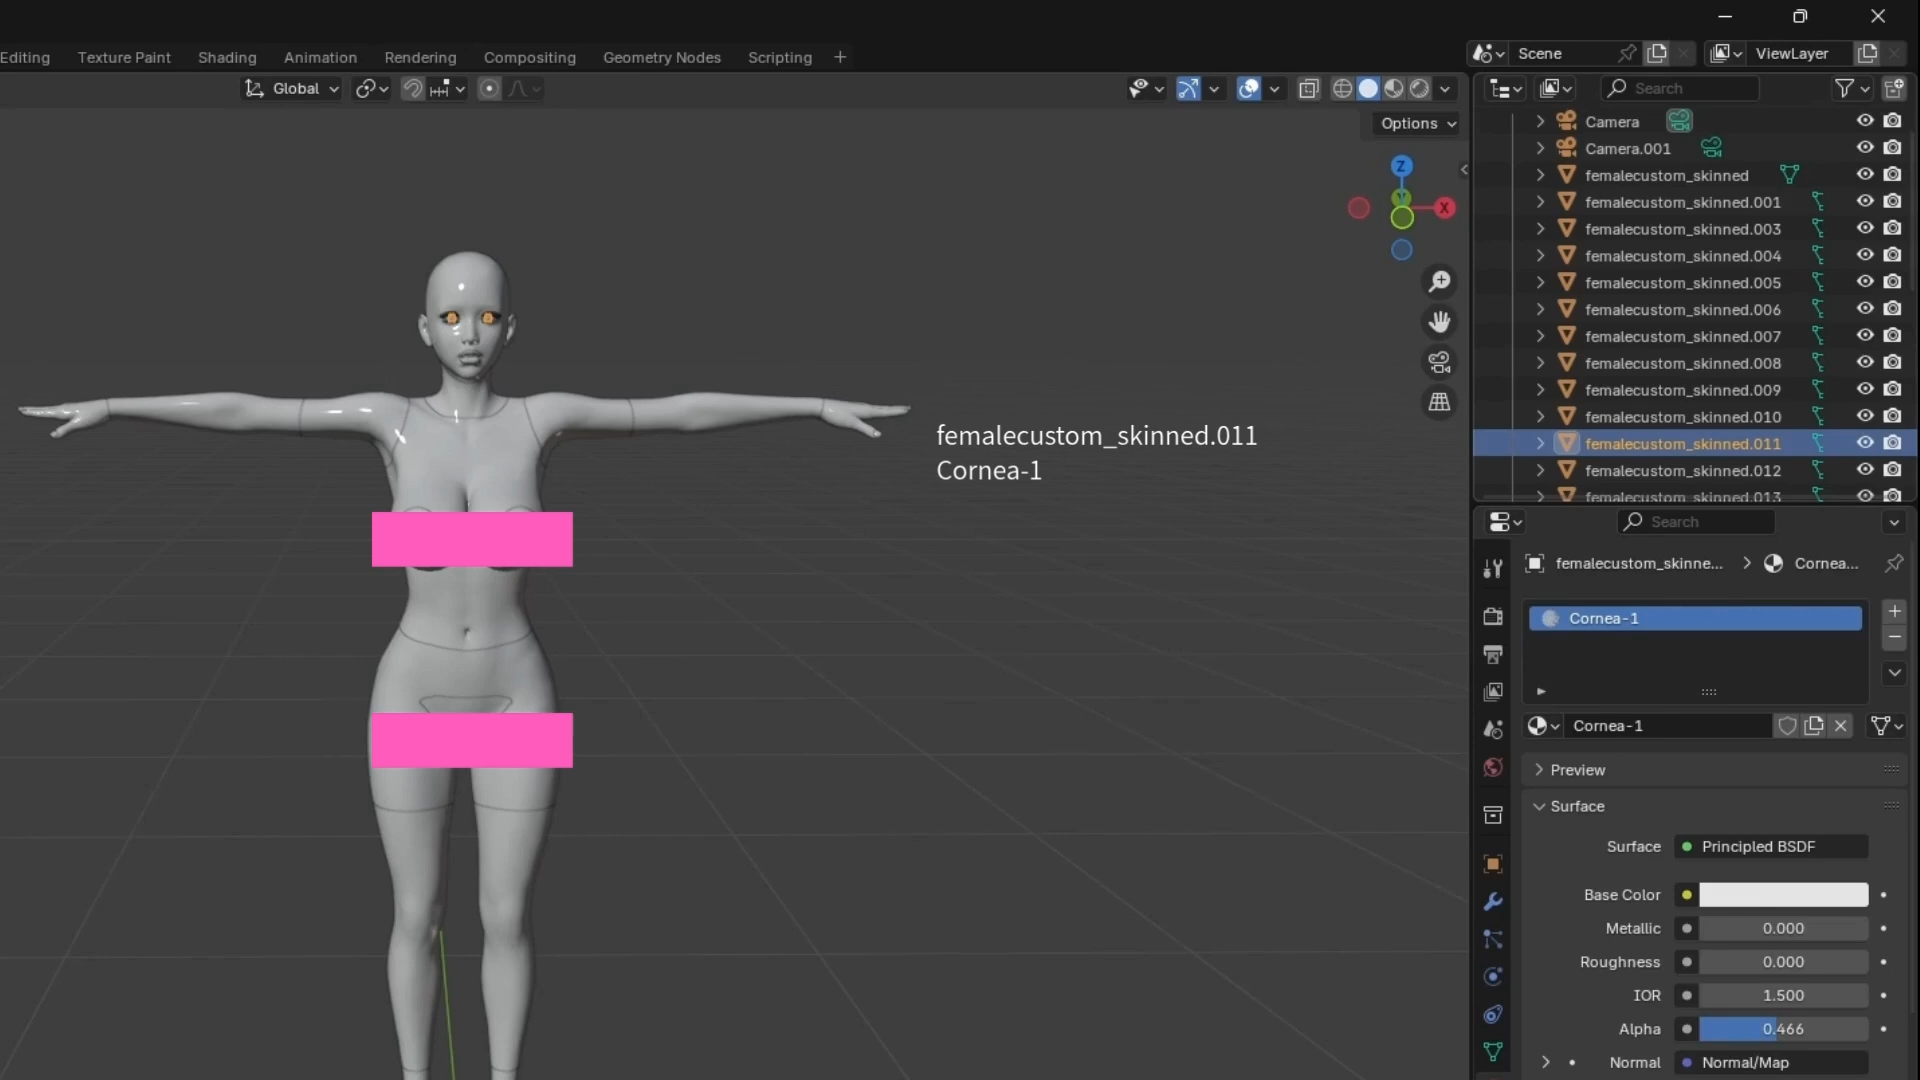 Editing Texture Paint Shading Animation Rendering Compositing Geometry Nodes Scripting +
Scene ViewLayer
Global
Search
Options
Z
X
Camera
Camera.001
femalecustom_skinned
femalecustom_skinned.001
femalecustom_skinned.003
femalecustom_skinned.004
femalecustom_skinned.005
femalecustom_skinned.006
femalecustom_skinned.007
femalecustom_skinned.008
femalecustom_skinned.009
femalecustom_skinned.010
femalecustom_skinned.011
femalecustom_skinned.012
femalecustom_skinned.013
femalecustom_skinned.011
Cornea-1
Search
femalecustom_skinne... Cornea...
Cornea-1
Cornea-1
Preview
Surface
Surface Principled BSDF
Base Color
Metallic 0.000
Roughness 0.000
IOR 1.500
Alpha 0.466
Normal Normal/Map